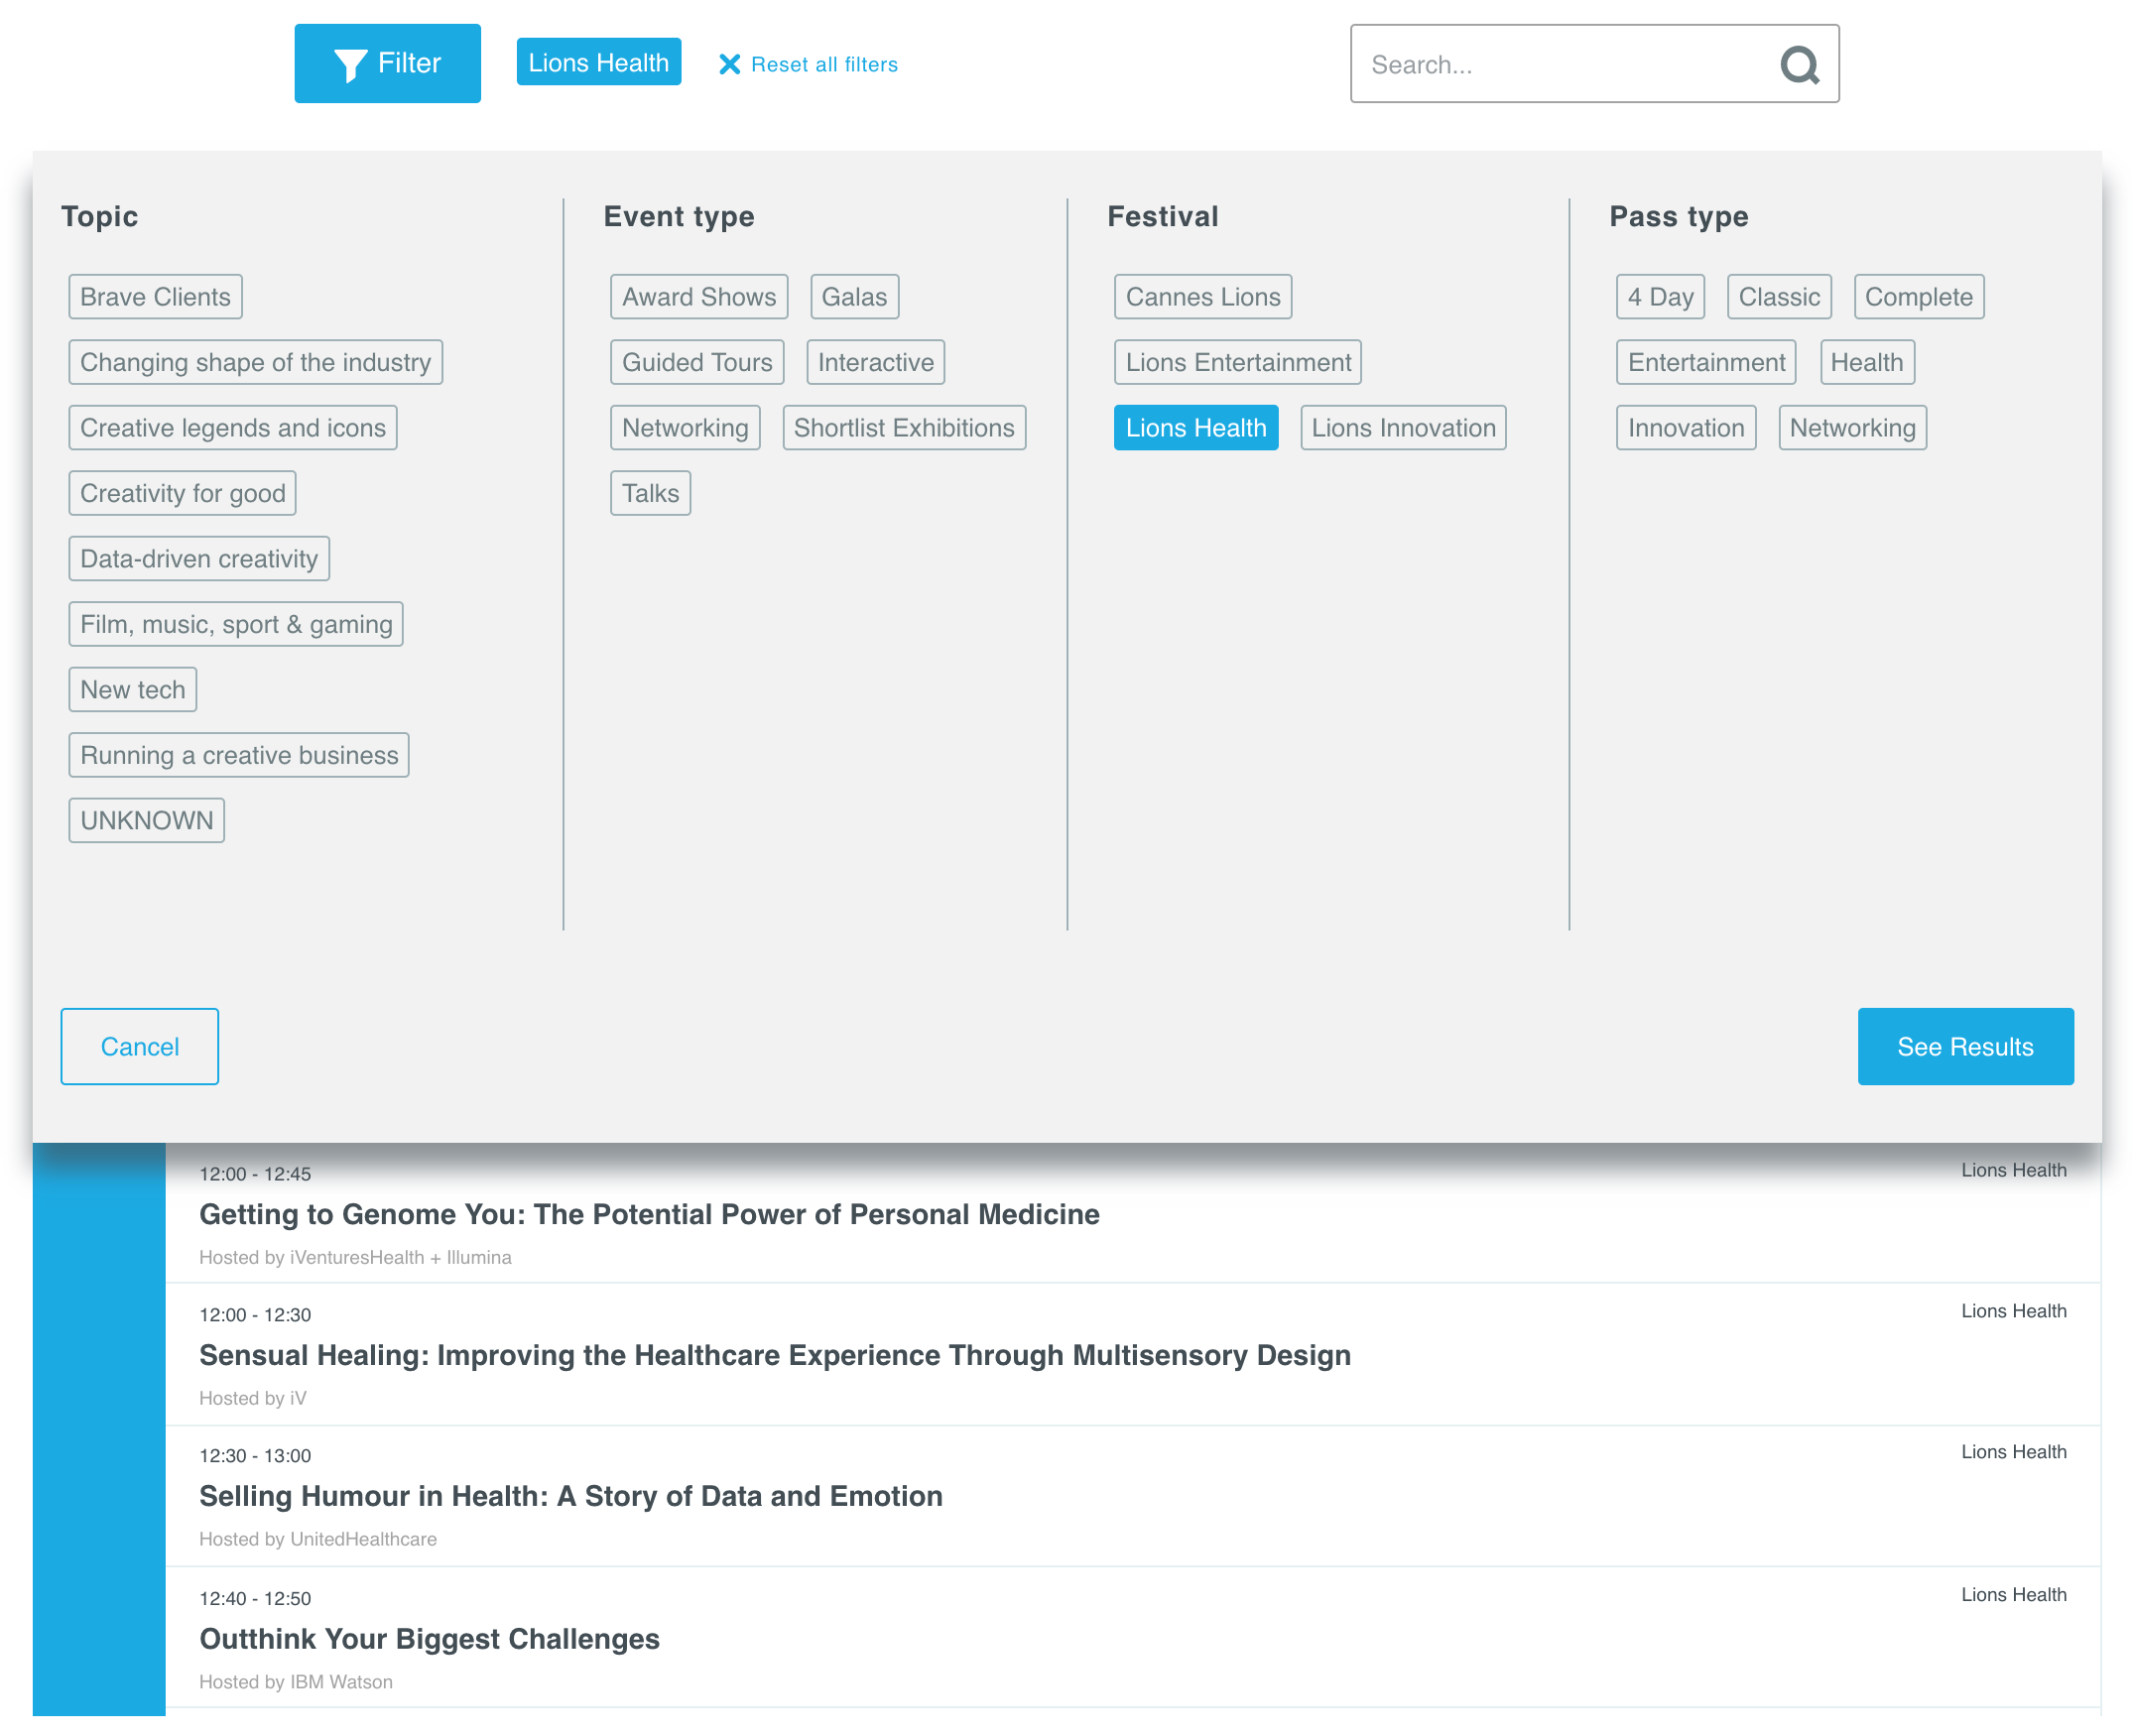 Filter Lions Health Reset all filters Search...
Topic
Brave Clients
Changing shape of the industry
Creative legends and icons
Creativity for good
Data-driven creativity
Film, music, sport & gaming
New tech
Running a creative business
UNKNOWN
Event type
Award Shows Galas
Guided Tours Interactive
Networking Shortlist Exhibitions
Talks
Festival
Cannes Lions
Lions Entertainment
Lions Health Lions Innovation
Pass type
4 Day Classic Complete
Entertainment Health
Innovation Networking
Cancel See Results
12:00 - 12:45 Lions Health
Getting to Genome You: The Potential Power of Personal Medicine
Hosted by iVenturesHealth + Illumina
12:00 - 12:30 Lions Health
Sensual Healing: Improving the Healthcare Experience Through Multisensory Design
Hosted by iV
12:30 - 13:00 Lions Health
Selling Humour in Health: A Story of Data and Emotion
Hosted by UnitedHealthcare
12:40 - 12:50 Lions Health
Outthink Your Biggest Challenges
Hosted by IBM Watson